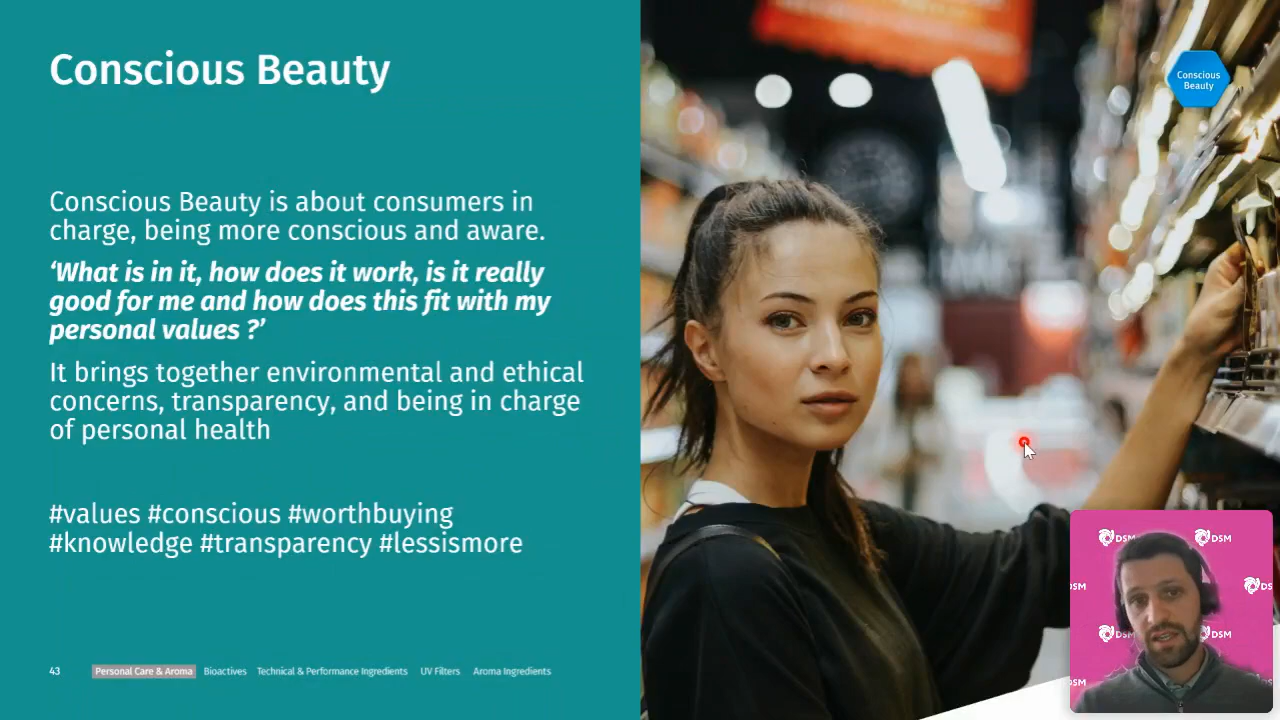 Conscious Beauty
Conscious
Beauty
Conscious Beauty is about consumers in
charge, being more conscious and aware.
‘What is in it, how does it work, is it really
good for me and how does this fit with my
personal values ?’
It brings together environmental and ethical
concerns, transparency, and being in charge
of personal health
#values #conscious #worthbuying
#knowledge #transparency #lessismore
43 Personal Care & Aroma Bioactives Technical & Performance Ingredients UV Filters Aroma Ingredients
DSM DSM
DSM DS
DSM DSM
DSM